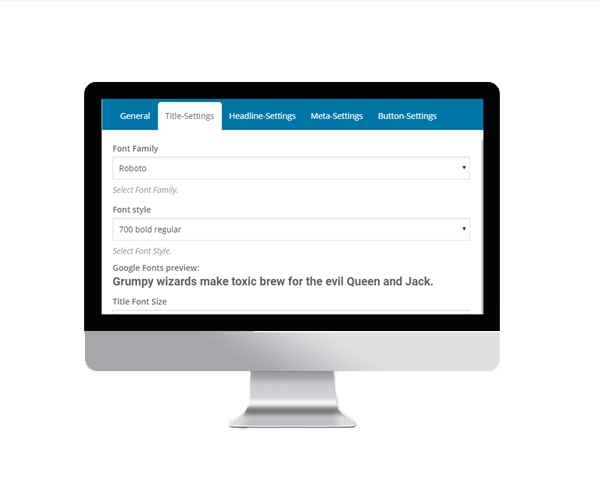 General Title-Settings Headline-Settings Meta-Settings Button-Settings
Font Family
Roboto
Select Font Family.
Font style
700 bold regular
Select Font Style.
Google Fonts preview:
Grumpy wizards make toxic brew for the evil Queen and Jack.
Title Font Size